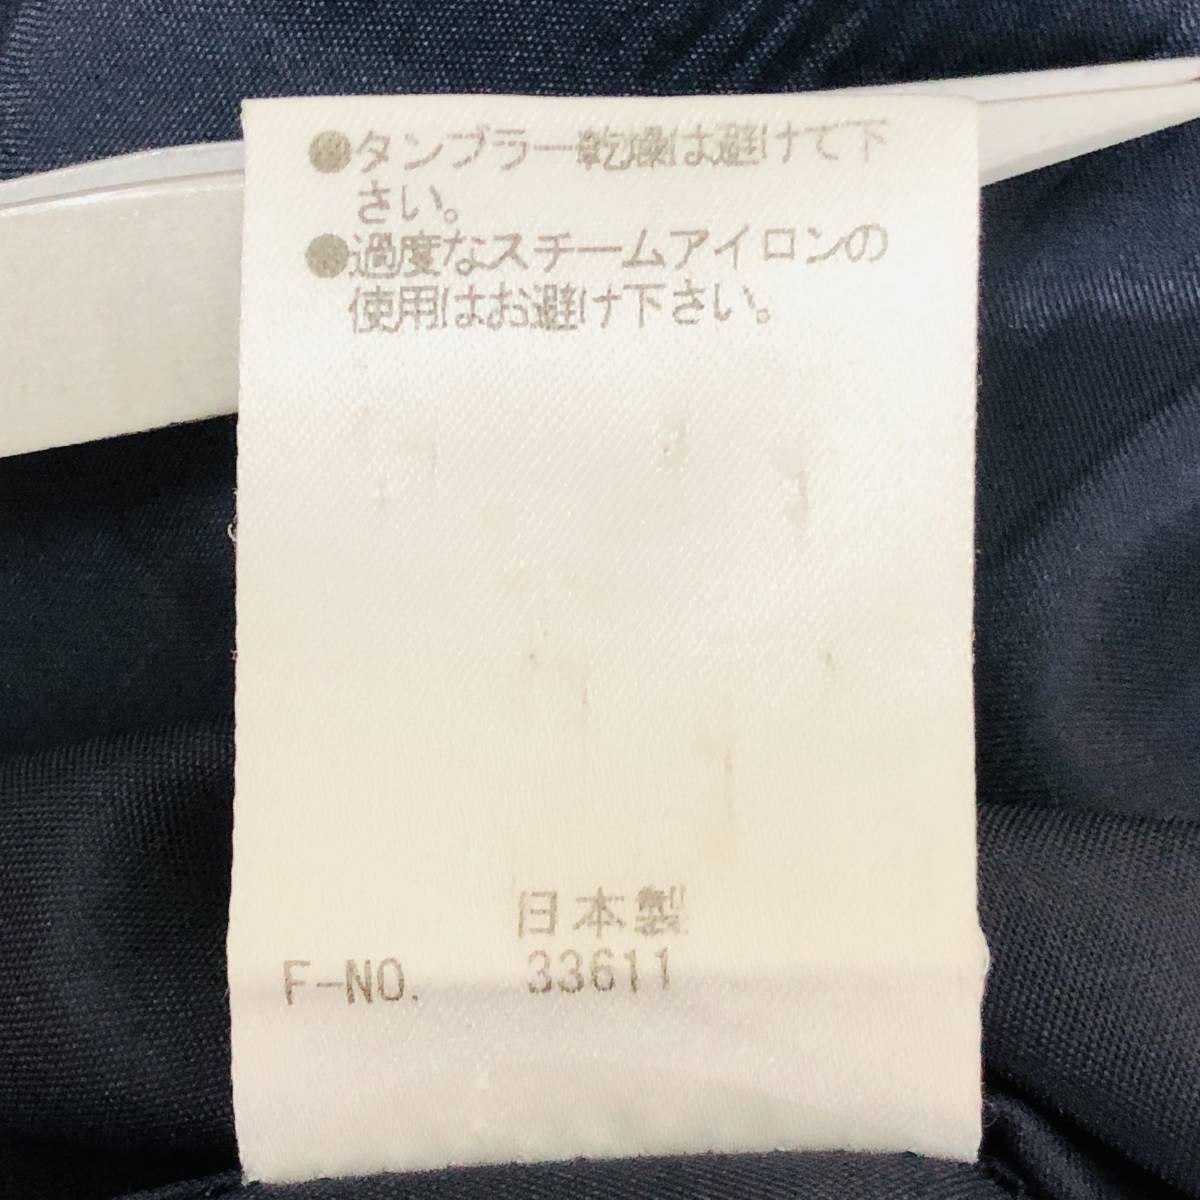 ●タンブラー乾燥は避けて下
さい。
●過度なスチームアイロンの
使用はお避け下さい。
日本製
F-NO. 33611